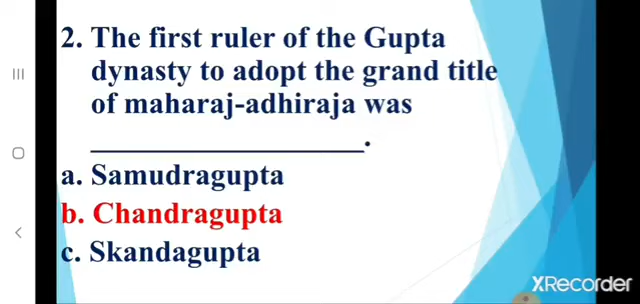 2. The first ruler of the Gupta
dynasty to adopt the grand title
of maharaj-adhiraja was
____________________.
a. Samudragupta
b. Chandragupta
c. Skandagupta
XRecorder